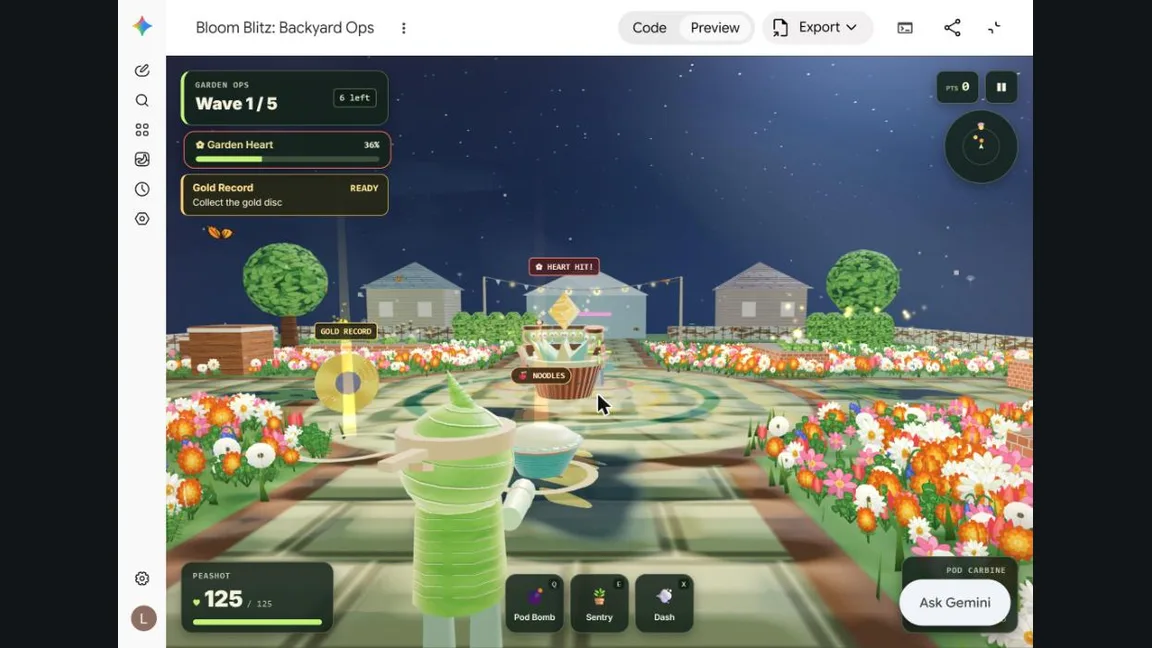 Bloom Blitz: Backyard Ops
Code
Preview
Export
GARDEN OPS
Wave 1 / 5
6 left
PTS 0
Garden Heart
36%
Gold Record
READY
Collect the gold disc
HEART HIT!
GOLD RECORD
NOODLES
PEASHOT
125 / 125
Q
Pod Bomb
E
Sentry
X
Dash
POD CARBINE
Ask Gemini
L